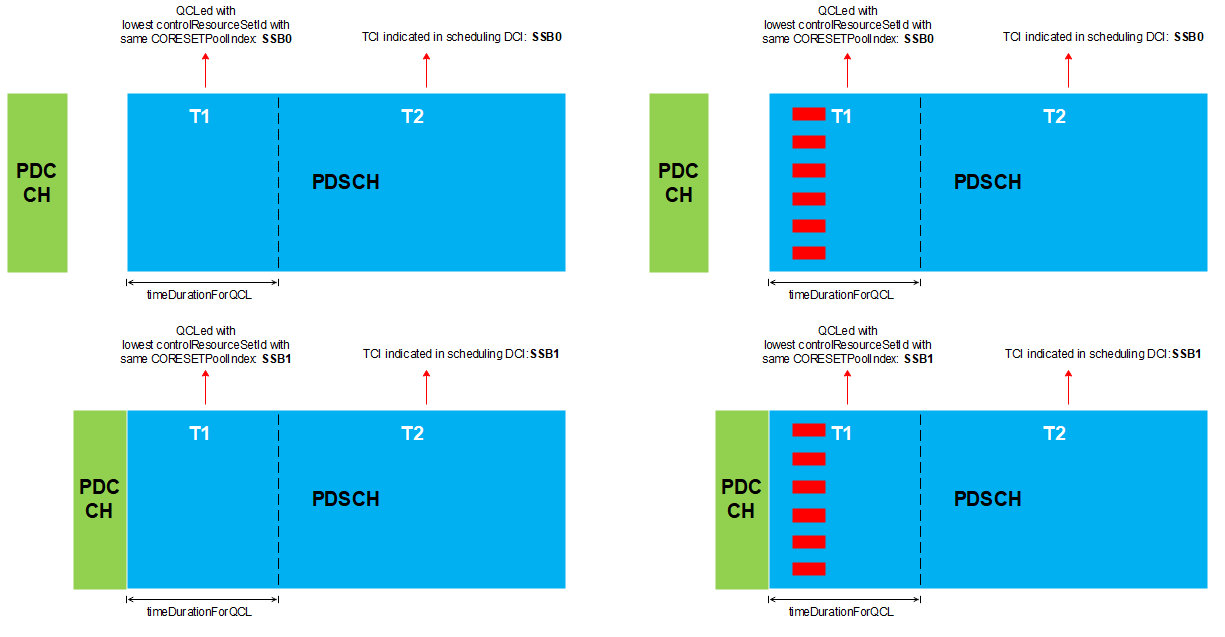 QCLed with
lowest controlResourceSetId with
same CORESETPoolIndex: SSB0
TCI indicated in scheduling DCI: SSB0
T1
T2
PDC
CH
PDSCH
timeDurationForQCL
QCLed with
lowest controlResourceSetId with
same CORESETPoolIndex: SSB0
TCI indicated in scheduling DCI: SSB0
T1
T2
PDC
CH
PDSCH
timeDurationForQCL
QCLed with
lowest controlResourceSetId with
same CORESETPoolIndex: SSB1
TCI indicated in scheduling DCI: SSB1
T1
T2
PDC
CH
PDSCH
timeDurationForQCL
QCLed with
lowest controlResourceSetId with
same CORESETPoolIndex: SSB1
TCI indicated in scheduling DCI:SSB1
T1
T2
PDC
CH
PDSCH
timeDurationForQCL